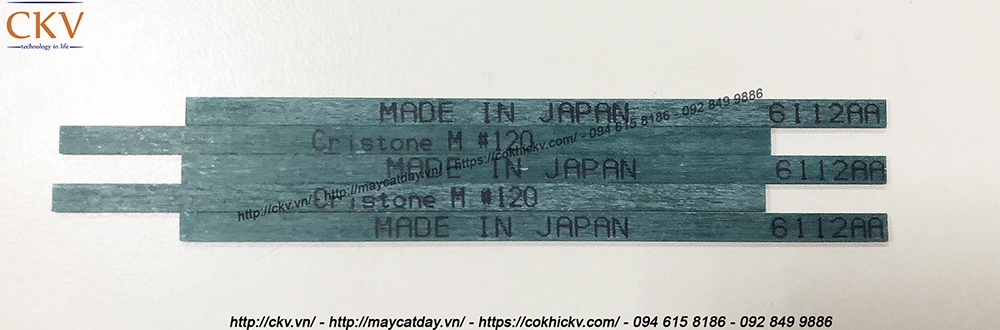 CKV
technology in life
MADE IN JAPAN 6112AA
Cristone M #120
MADE IN JAPAN 6112AA
Cristone M #120
MADE IN JAPAN 6112AA
http://ckv.vn/ - http://maycatday.vn/ - https://cokhickv.com/ - 094 615 8186 - 092 849 9886
http://ckv.vn/ - http://maycatday.vn/ - https://cokhickv.com/ - 094 615 8186 - 092 849 9886